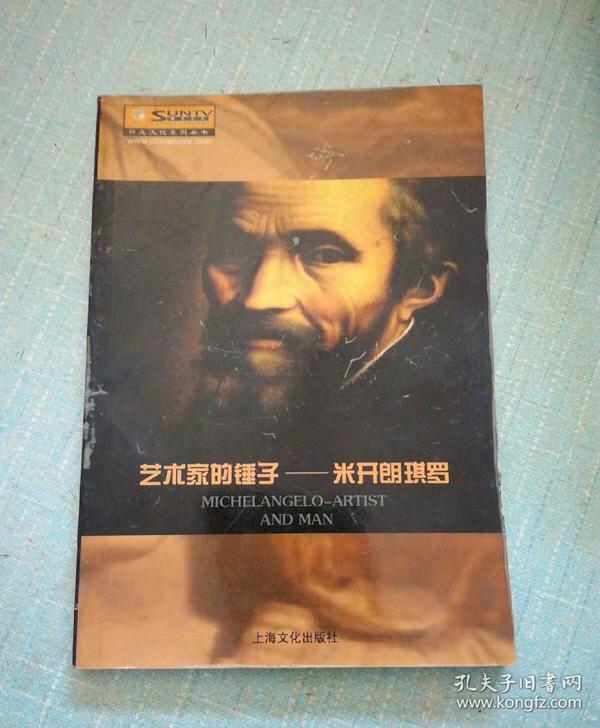 SUNTV
阳光文化系列丛书
www.chinasuntv.com
艺术家的锤子——米开朗琪罗
MICHELANGELO-ARTIST
AND MAN
上海文化出版社
孔夫子旧书网
www.kongfz.com